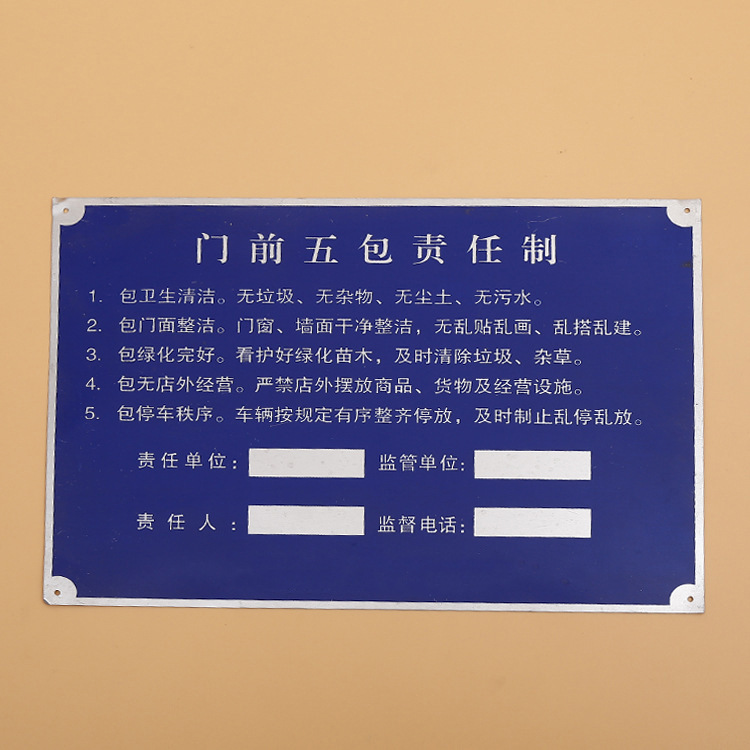 门前五包责任制
1. 包卫生清洁。无垃圾、无杂物、无尘土、无污水。
2. 包门面整洁。门窗、墙面干净整洁，无乱贴乱画、乱搭乱建。
3. 包绿化完好。看护好绿化苗木，及时清除垃圾、杂草。
4. 包无店外经营。严禁店外摆放商品、货物及经营设施。
5. 包停车秩序。车辆按规定有序整齐停放，及时制止乱停乱放。
责任单位： 监管单位：
责任人： 监督电话：